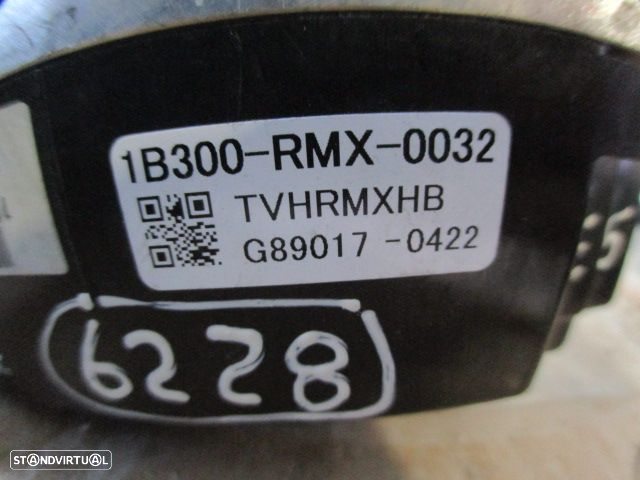 1B300-RMX-0032
TVHRMXHB
G89017 -0422
6228
STANDVIRTUAL